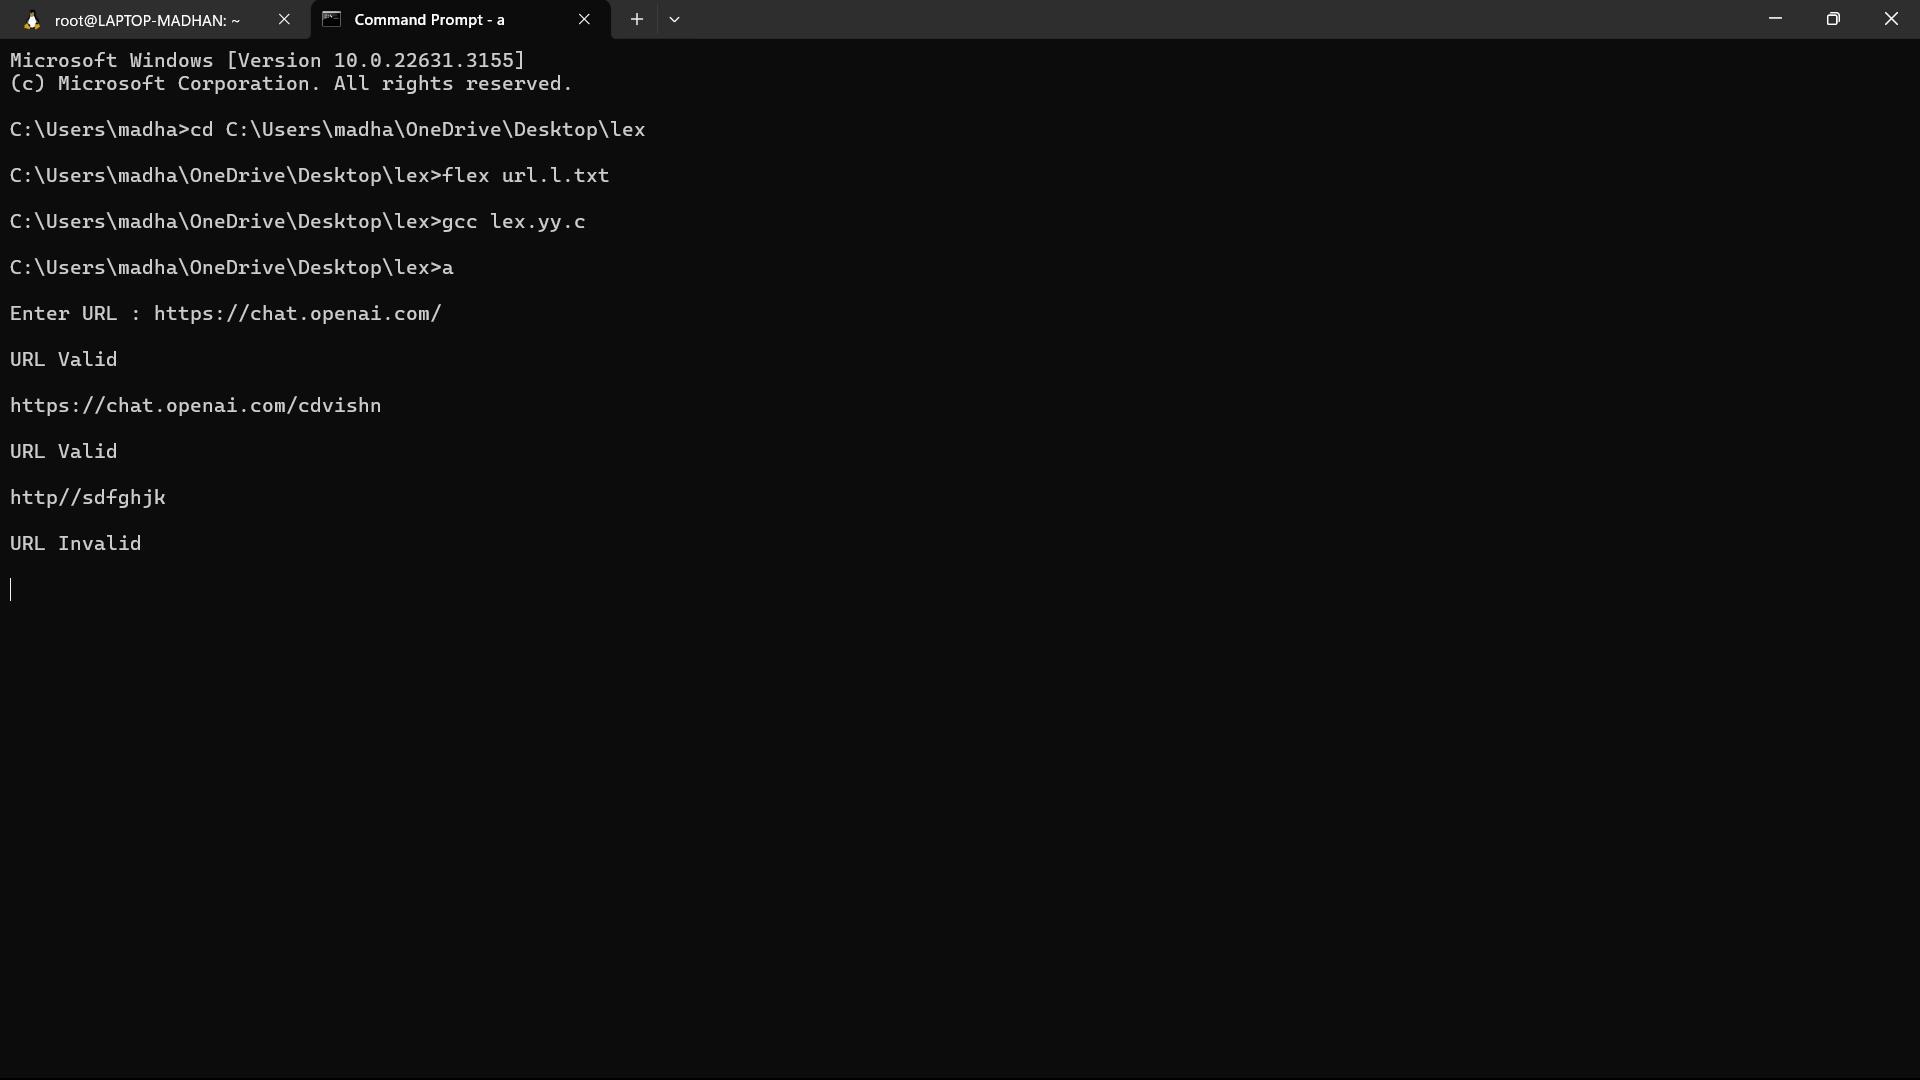 root@LAPTOP-MADHAN: ~
Command Prompt - a
Microsoft Windows [Version 10.0.22631.3155]
(c) Microsoft Corporation. All rights reserved.
C:\Users\madha>cd C:\Users\madha\OneDrive\Desktop\lex
C:\Users\madha\OneDrive\Desktop\lex>flex url.l.txt
C:\Users\madha\OneDrive\Desktop\lex>gcc lex.yy.c
C:\Users\madha\OneDrive\Desktop\lex>a
Enter URL : https://chat.openai.com/
URL Valid
https://chat.openai.com/cdvishn
URL Valid
http//sdfghjk
URL Invalid